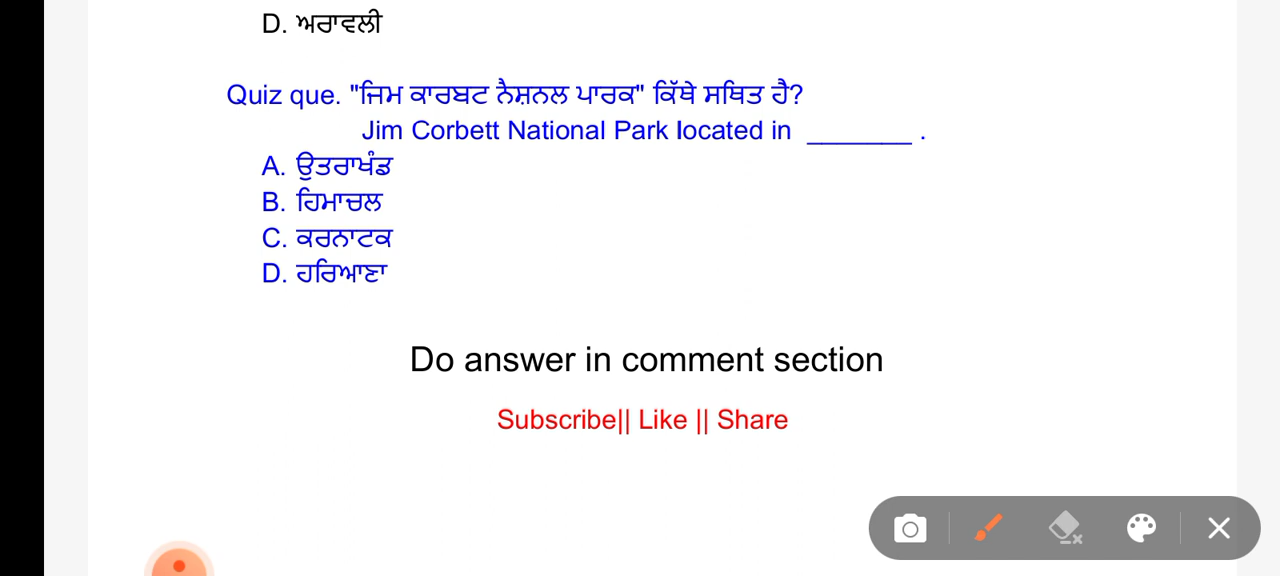 D. ਅਰਾਵਲੀ
Quiz que. "ਜਿਮ ਕਾਰਬਟ ਨੈਸ਼ਨਲ ਪਾਰਕ" ਕਿੱਥੇ ਸਥਿਤ ਹੈ?
Jim Corbett National Park located in _______ .
A. ਉਤਰਾਖੰਡ
B. ਹਿਮਾਚਲ
C. ਕਰਨਾਟਕ
D. ਹਰਿਆਣਾ
Do answer in comment section
Subscribe|| Like || Share